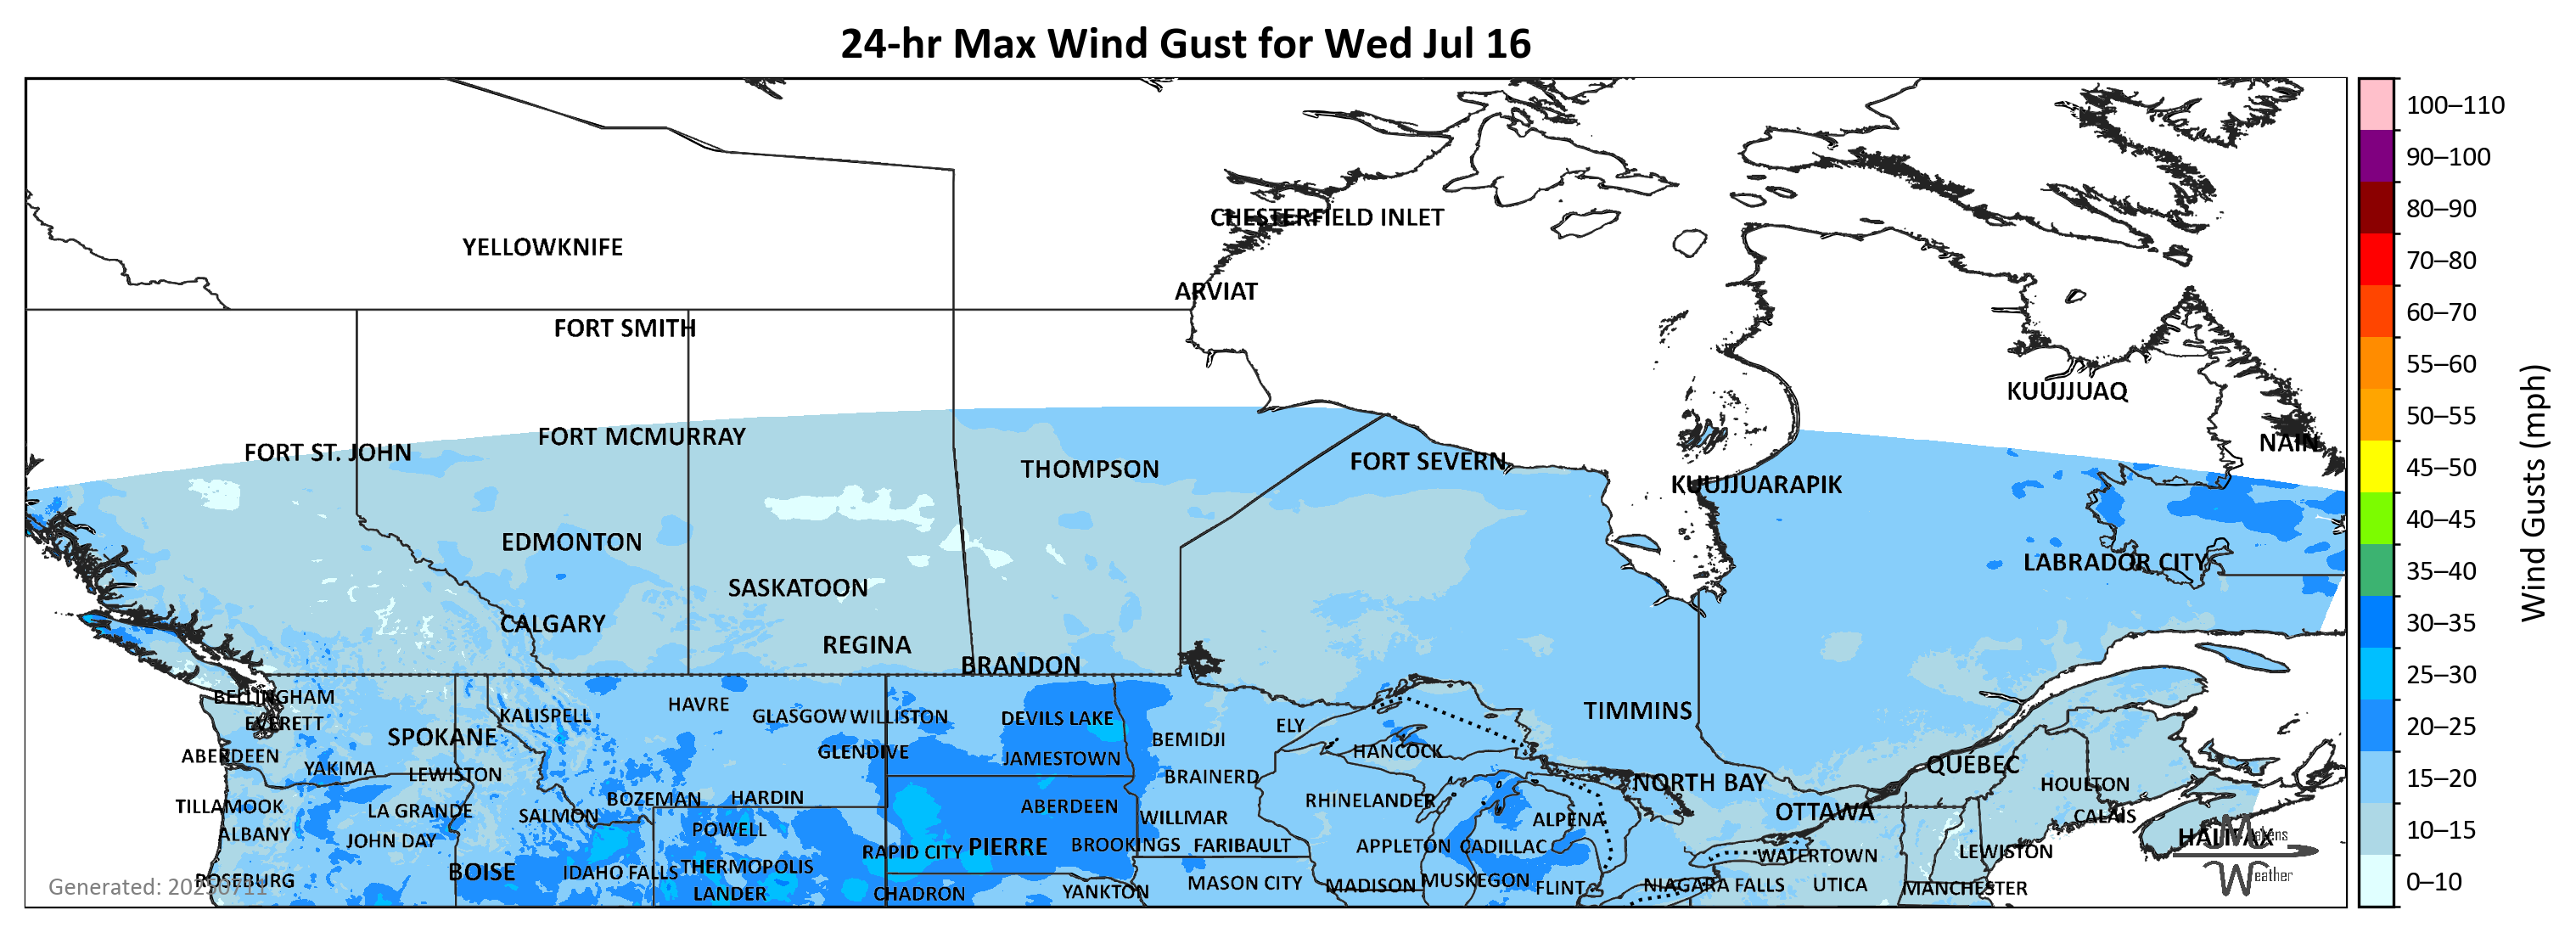 24-hr Max Wind Gust for Wed Jul 16
100–110
90–100
CHESTERFIELD INLET
80–90
YELLOWKNIFE
70–80
ARVIAT
60–70
FORT SMITH
55–60
KUUJJUAQ
50–55
FORT MCMURRAY
NAIN
FORT ST. JOHN
THOMPSON
FORT SEVERN
45–50
KUUJJUARAPIK
Wind Gusts (mph)
40–45
EDMONTON
LABRADOR CITY
35–40
SASKATOON
CALGARY
30–35
REGINA
BRANDON
25–30
BELLINGHAM
HAVRE
TIMMINS
KALISPELL
GLASGOW WILLISTON
DEVILS LAKE
EVERETT
ELY
20–25
SPOKANE
BEMIDJI
HANCOCK
ABERDEEN
GLENDIVE
JAMESTOWN
QUÉBEC
YAKIMA
LEWISTON
BRAINERD
15–20
NORTH BAY
HOULTON
BOZEMAN
HARDIN
RHINELANDER
TILLAMOOK
LA GRANDE
SALMON
ABERDEEN
WILLMAR
ALPENA
OTTAWA
CALAIS
10–15
ALBANY
POWELL
JOHN DAY
HALIFAX
Makens
RAPID CITY
PIERRE
BROOKINGS
FARIBAULT
APPLETON
CADILLAC
WATERTOWN
LEWISTON
BOISE
IDAHO FALLS
THERMOPOLIS
Weather
Generamed: 20250711
ROSEBURG
LANDER
CHADRON
YANKTON
MASON CITY
MADISON
MUSKEGON
FLINT
NIAGARA FALLS
UTICA
MANCHESTER
0–10